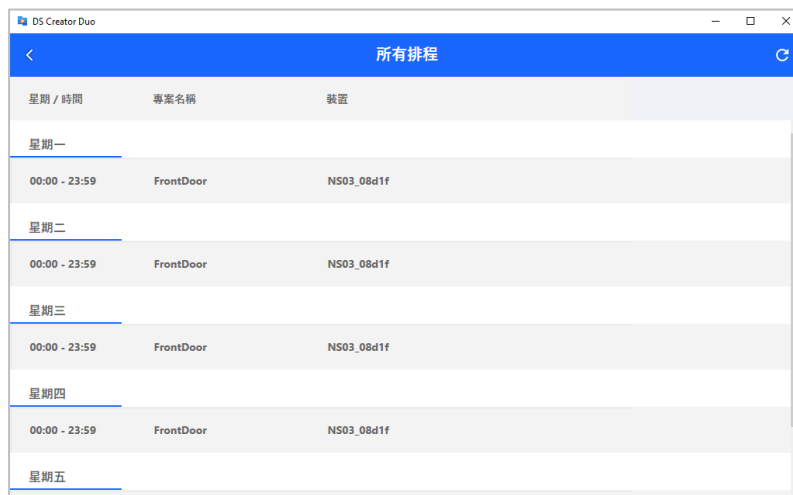 DS Creator Duo
所有排程
星期 / 時間 專案名稱 裝置
星期一
00:00 - 23:59 FrontDoor NS03_08d1f
星期二
00:00 - 23:59 FrontDoor NS03_08d1f
星期三
00:00 - 23:59 FrontDoor NS03_08d1f
星期四
00:00 - 23:59 FrontDoor NS03_08d1f
星期五